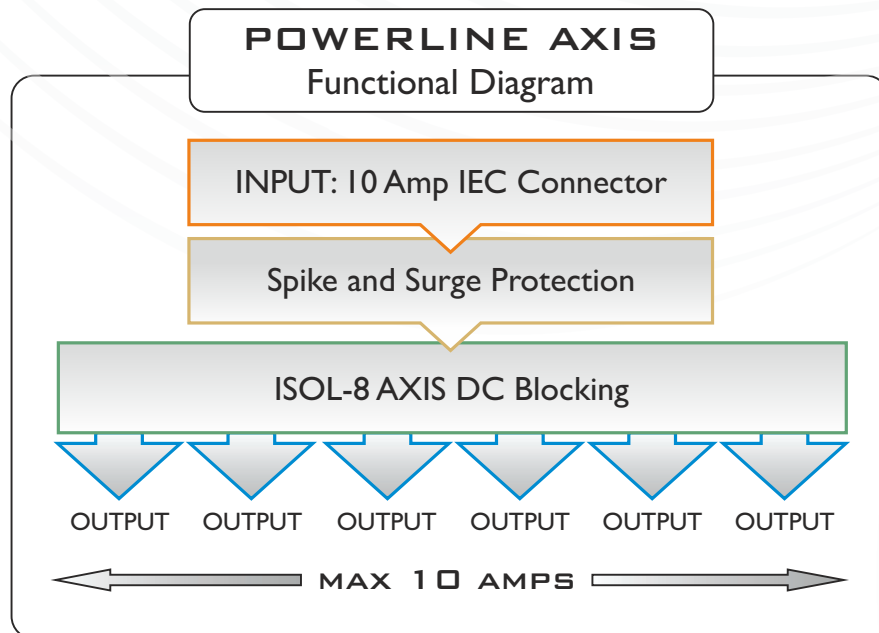 POWERLINE AXIS
Functional Diagram
INPUT: 10 Amp IEC Connector
Spike and Surge Protection
ISOL-8 AXIS DC Blocking
OUTPUT OUTPUT OUTPUT OUTPUT OUTPUT OUTPUT
MAX 10 AMPS